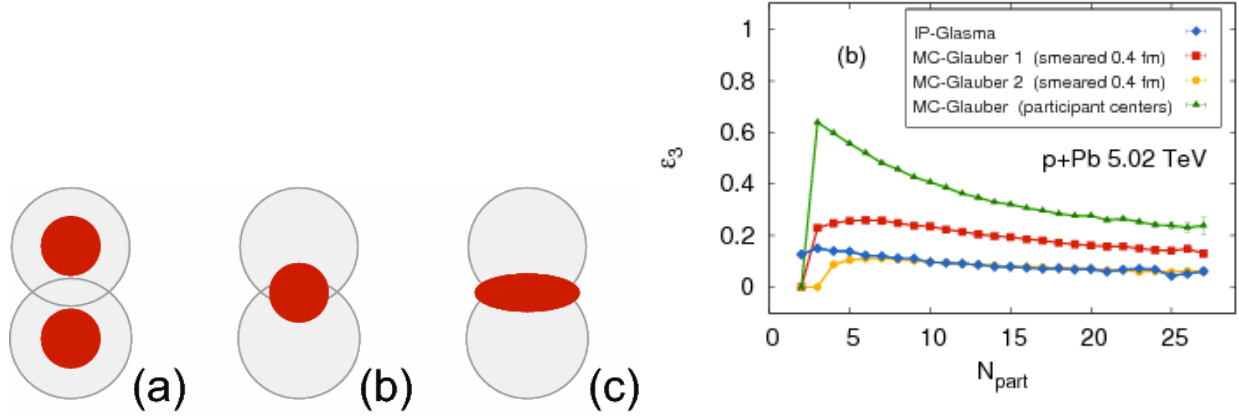 (a)
(b)
(c)
1
0.8
0.6
0.4
0.2
0
ε3
(b)
IP-Glasma
MC-Glauber 1 (smeared 0.4 fm)
MC-Glauber 2 (smeared 0.4 fm)
MC-Glauber (participant centers)
p+Pb 5.02 TeV
0 5 10 15 20 25
Npart